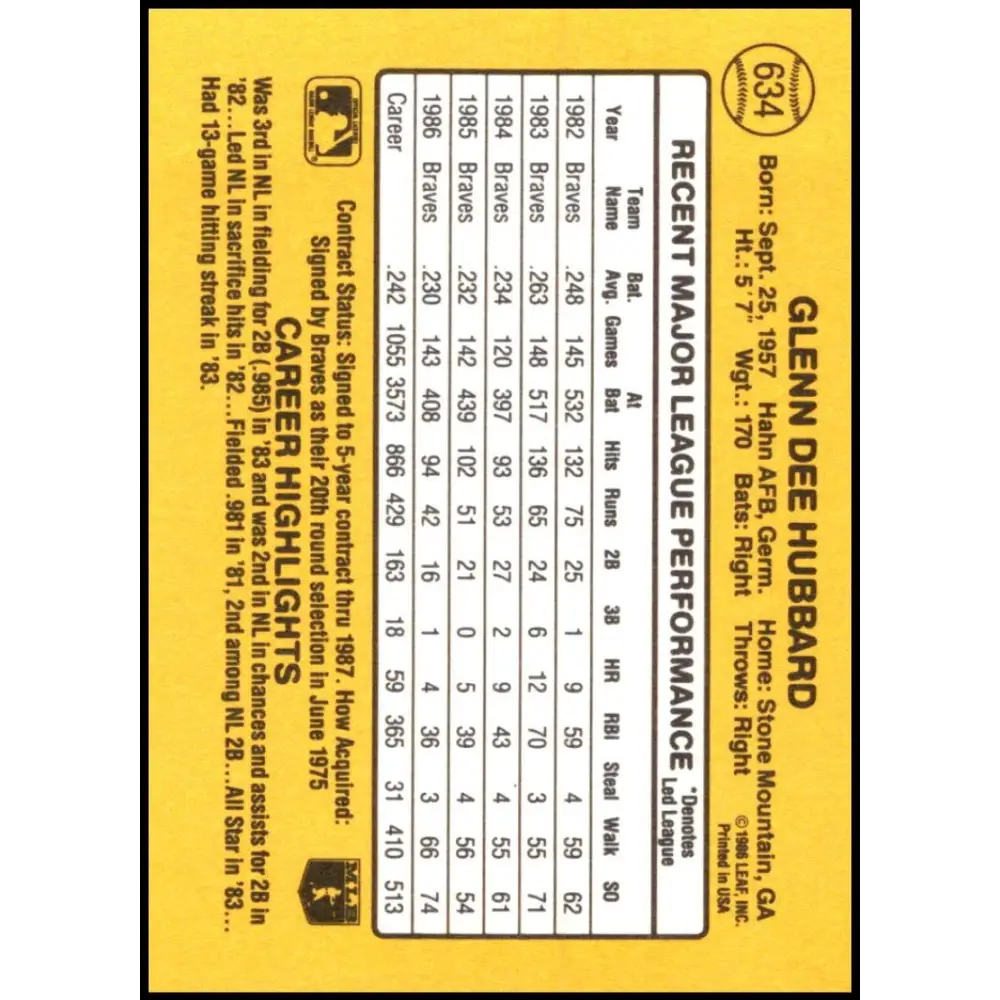 634
GLENN DEE HUBBARD
Born: Sept. 25, 1957 Hahn AFB, Germ. Home: Stone Mountain, GA
Ht.: 5'7" Wgt.: 170 Bats: Right Throws: Right
©1986 LEAF, INC.
Printed in USA
RECENT MAJOR LEAGUE PERFORMANCE
*Denotes
Led League
Year Team Name Bat. Avg. Games At Bat Hits Runs 2B 3B HR RBI Steal Walk SO
1982 Braves .248 145 532 132 75 25 1 9 59 4 59 62
1983 Braves .263 148 517 136 65 24 6 12 70 3 55 71
1984 Braves .234 120 397 93 53 27 2 9 43 4 55 61
1985 Braves .232 142 439 102 51 21 0 5 39 4 56 54
1986 Braves .230 143 408 94 42 16 1 4 36 3 66 74
Career .242 1055 3573 866 429 163 18 59 365 31 410 513
OFFICIAL LICENSEE
MAJOR LEAGUE BASEBALL
®
Contract Status: Signed to 5-year contract thru 1987. How Acquired:
Signed by Braves as their 20th round selection in June 1975
MLB
CAREER HIGHLIGHTS
Was 3rd in NL in fielding for 2B (.985) in '83 and was 2nd in NL in chances and assists for 2B in
'82...Led NL in sacrifice hits in '82...Fielded .981 in '81, 2nd among NL 2B...All Star in '83...
Had 13-game hitting streak in '83.